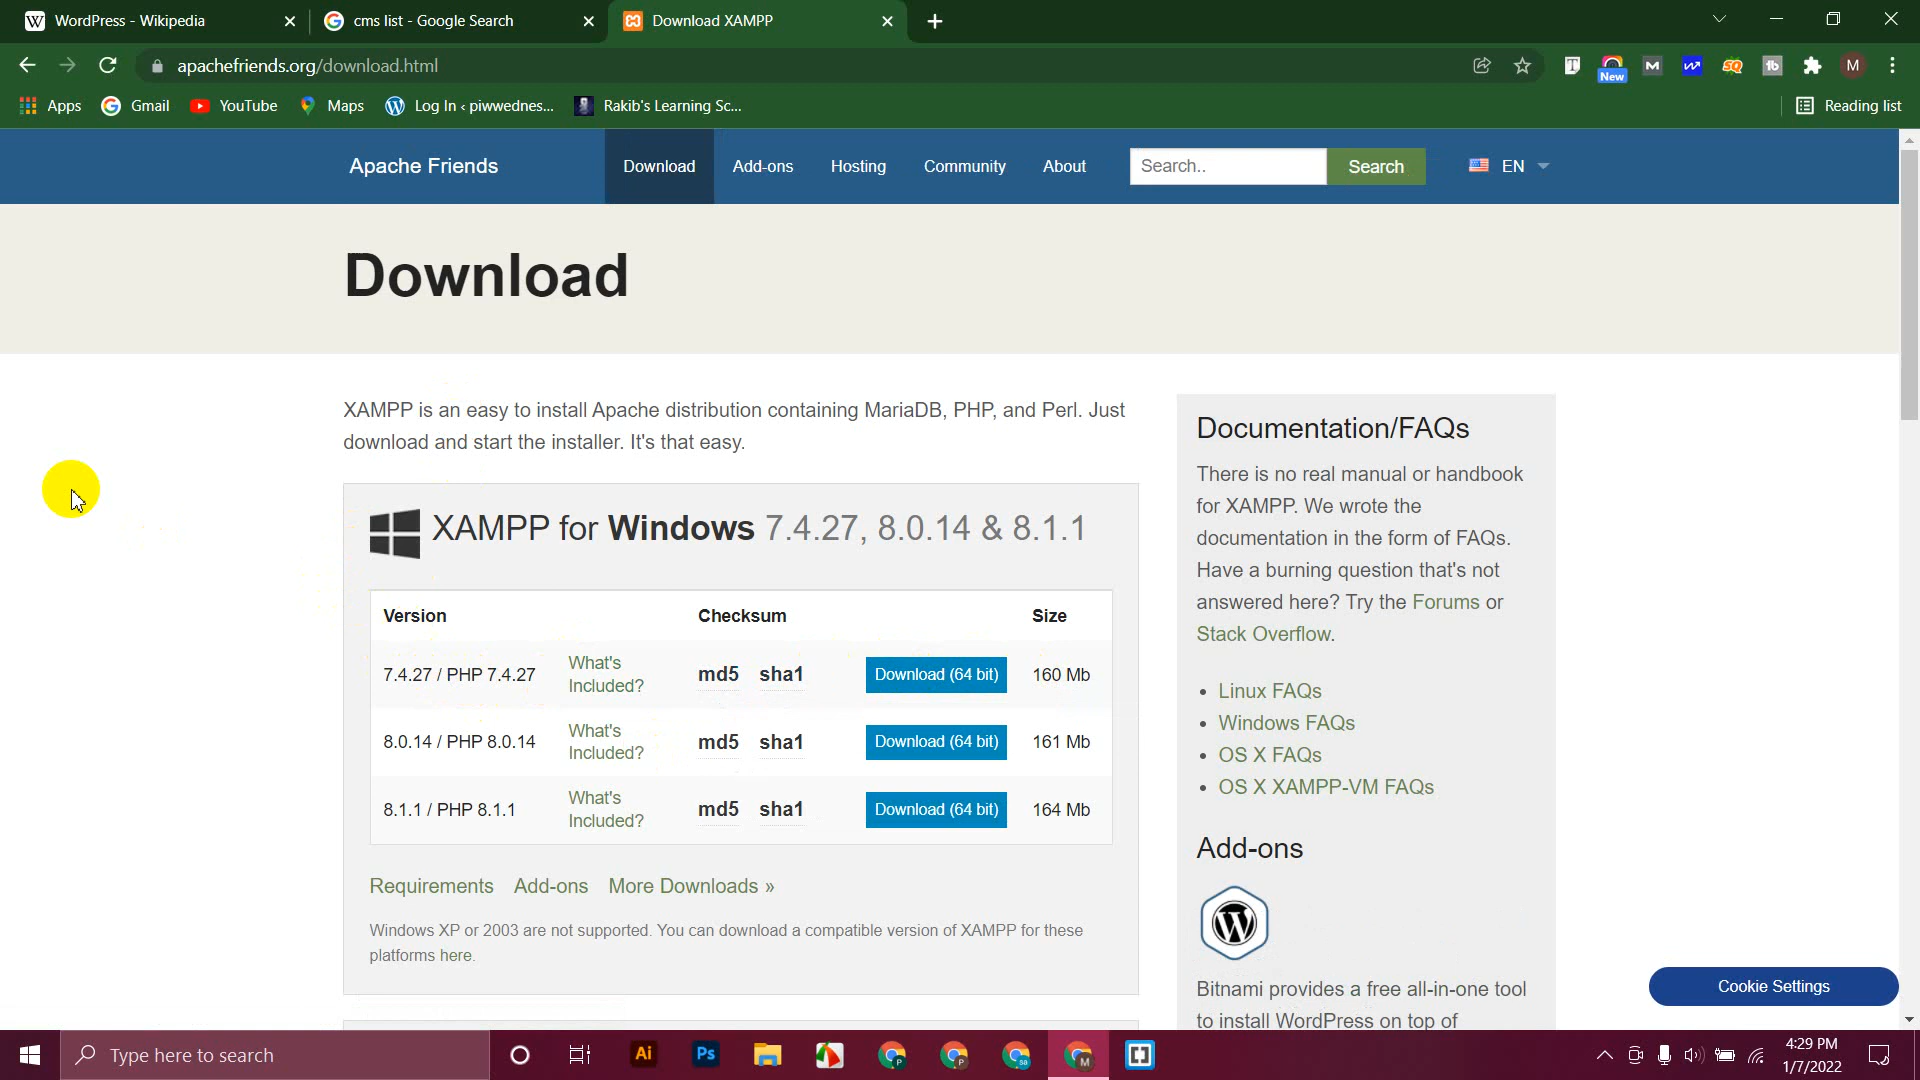 WordPress - Wikipedia
cms list - Google Search
Download XAMPP
apachefriends.org/download.html
New
M
Apps
Gmail
YouTube
Maps
Log In ‹ piwwednes...
Rakib's Learning Sc...
Reading list
Apache Friends
Download
Add-ons
Hosting
Community
About
Search..
Search
EN
Download
XAMPP is an easy to install Apache distribution containing MariaDB, PHP, and Perl. Just
download and start the installer. It's that easy.
XAMPP for Windows 7.4.27, 8.0.14 & 8.1.1
Version Checksum Size
7.4.27 / PHP 7.4.27 What's Included? md5 sha1 Download (64 bit) 160 Mb
8.0.14 / PHP 8.0.14 What's Included? md5 sha1 Download (64 bit) 161 Mb
8.1.1 / PHP 8.1.1 What's Included? md5 sha1 Download (64 bit) 164 Mb
Requirements Add-ons More Downloads »
Windows XP or 2003 are not supported. You can download a compatible version of XAMPP for these
platforms here.
Documentation/FAQs
There is no real manual or handbook
for XAMPP. We wrote the
documentation in the form of FAQs.
Have a burning question that's not
answered here? Try the Forums or
Stack Overflow.
Linux FAQs
Windows FAQs
OS X FAQs
OS X XAMPP-VM FAQs
Add-ons
Bitnami provides a free all-in-one tool
to install WordPress on top of
Cookie Settings
Type here to search
Ai
Ps
4:29 PM
1/7/2022